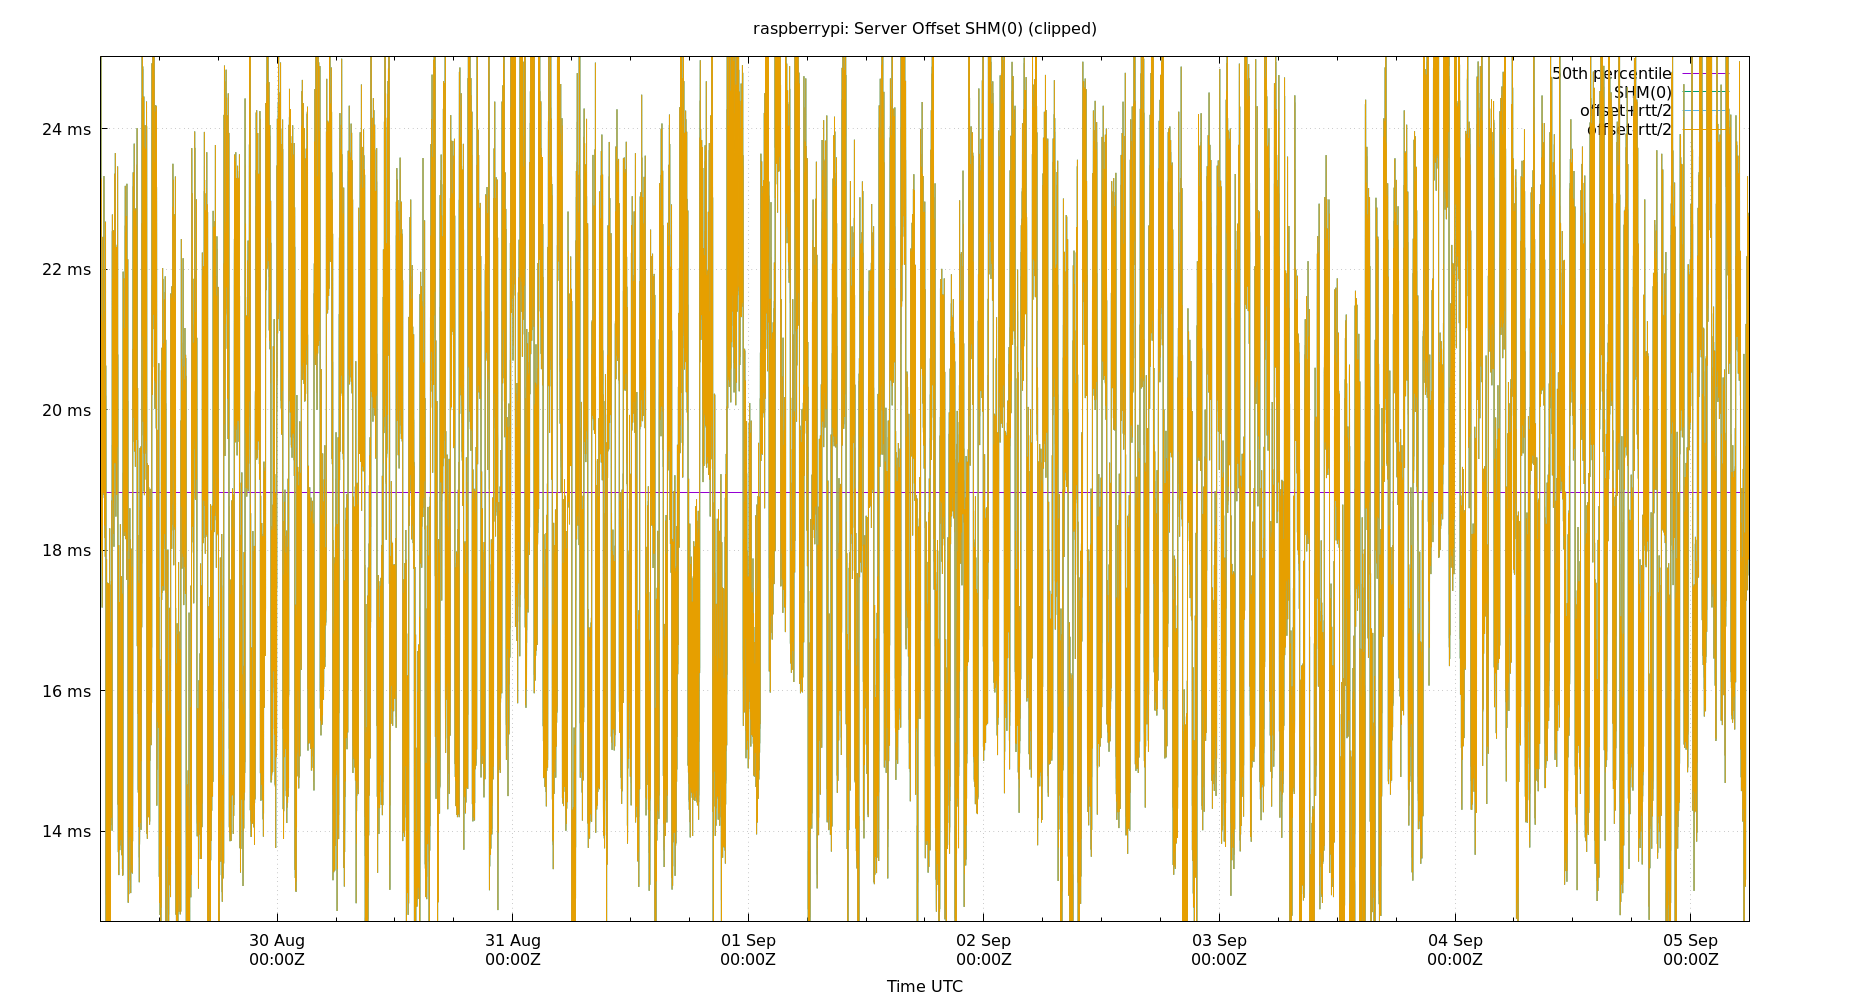 raspberrypi: Server Offset SHM(0) (clipped)
50th percentile
SHM(0)
offset+rtt/2
offset-rtt/2
24 ms
22 ms
20 ms
18 ms
16 ms
14 ms
30 Aug
00:00Z
31 Aug
00:00Z
01 Sep
00:00Z
02 Sep
00:00Z
03 Sep
00:00Z
04 Sep
00:00Z
05 Sep
00:00Z
Time UTC